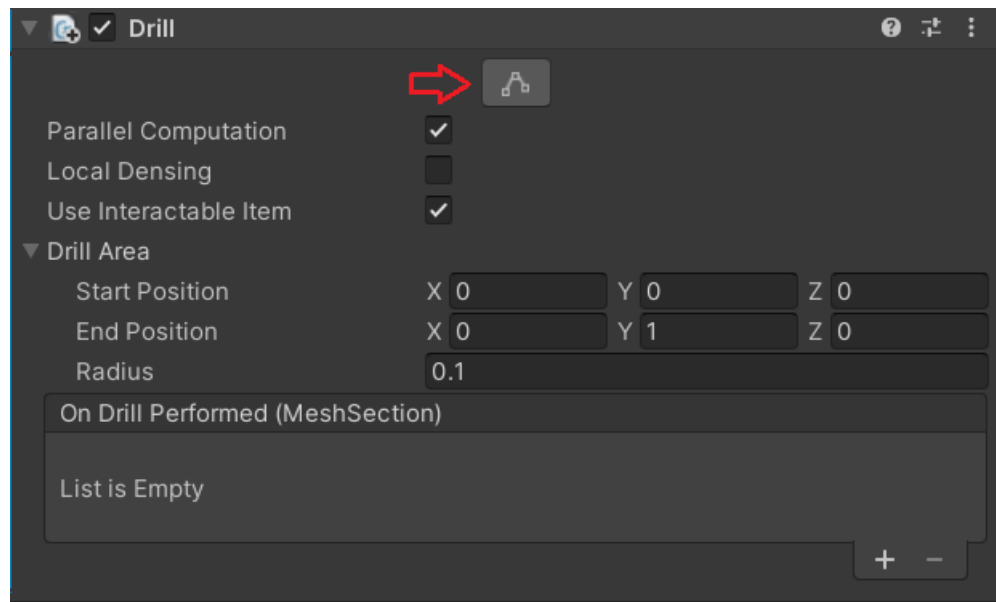 Drill
Parallel Computation
Local Densing
Use Interactable Item
Drill Area
Start Position X 0 Y 0 Z 0
End Position X 0 Y 1 Z 0
Radius 0.1
On Drill Performed (MeshSection)
List is Empty